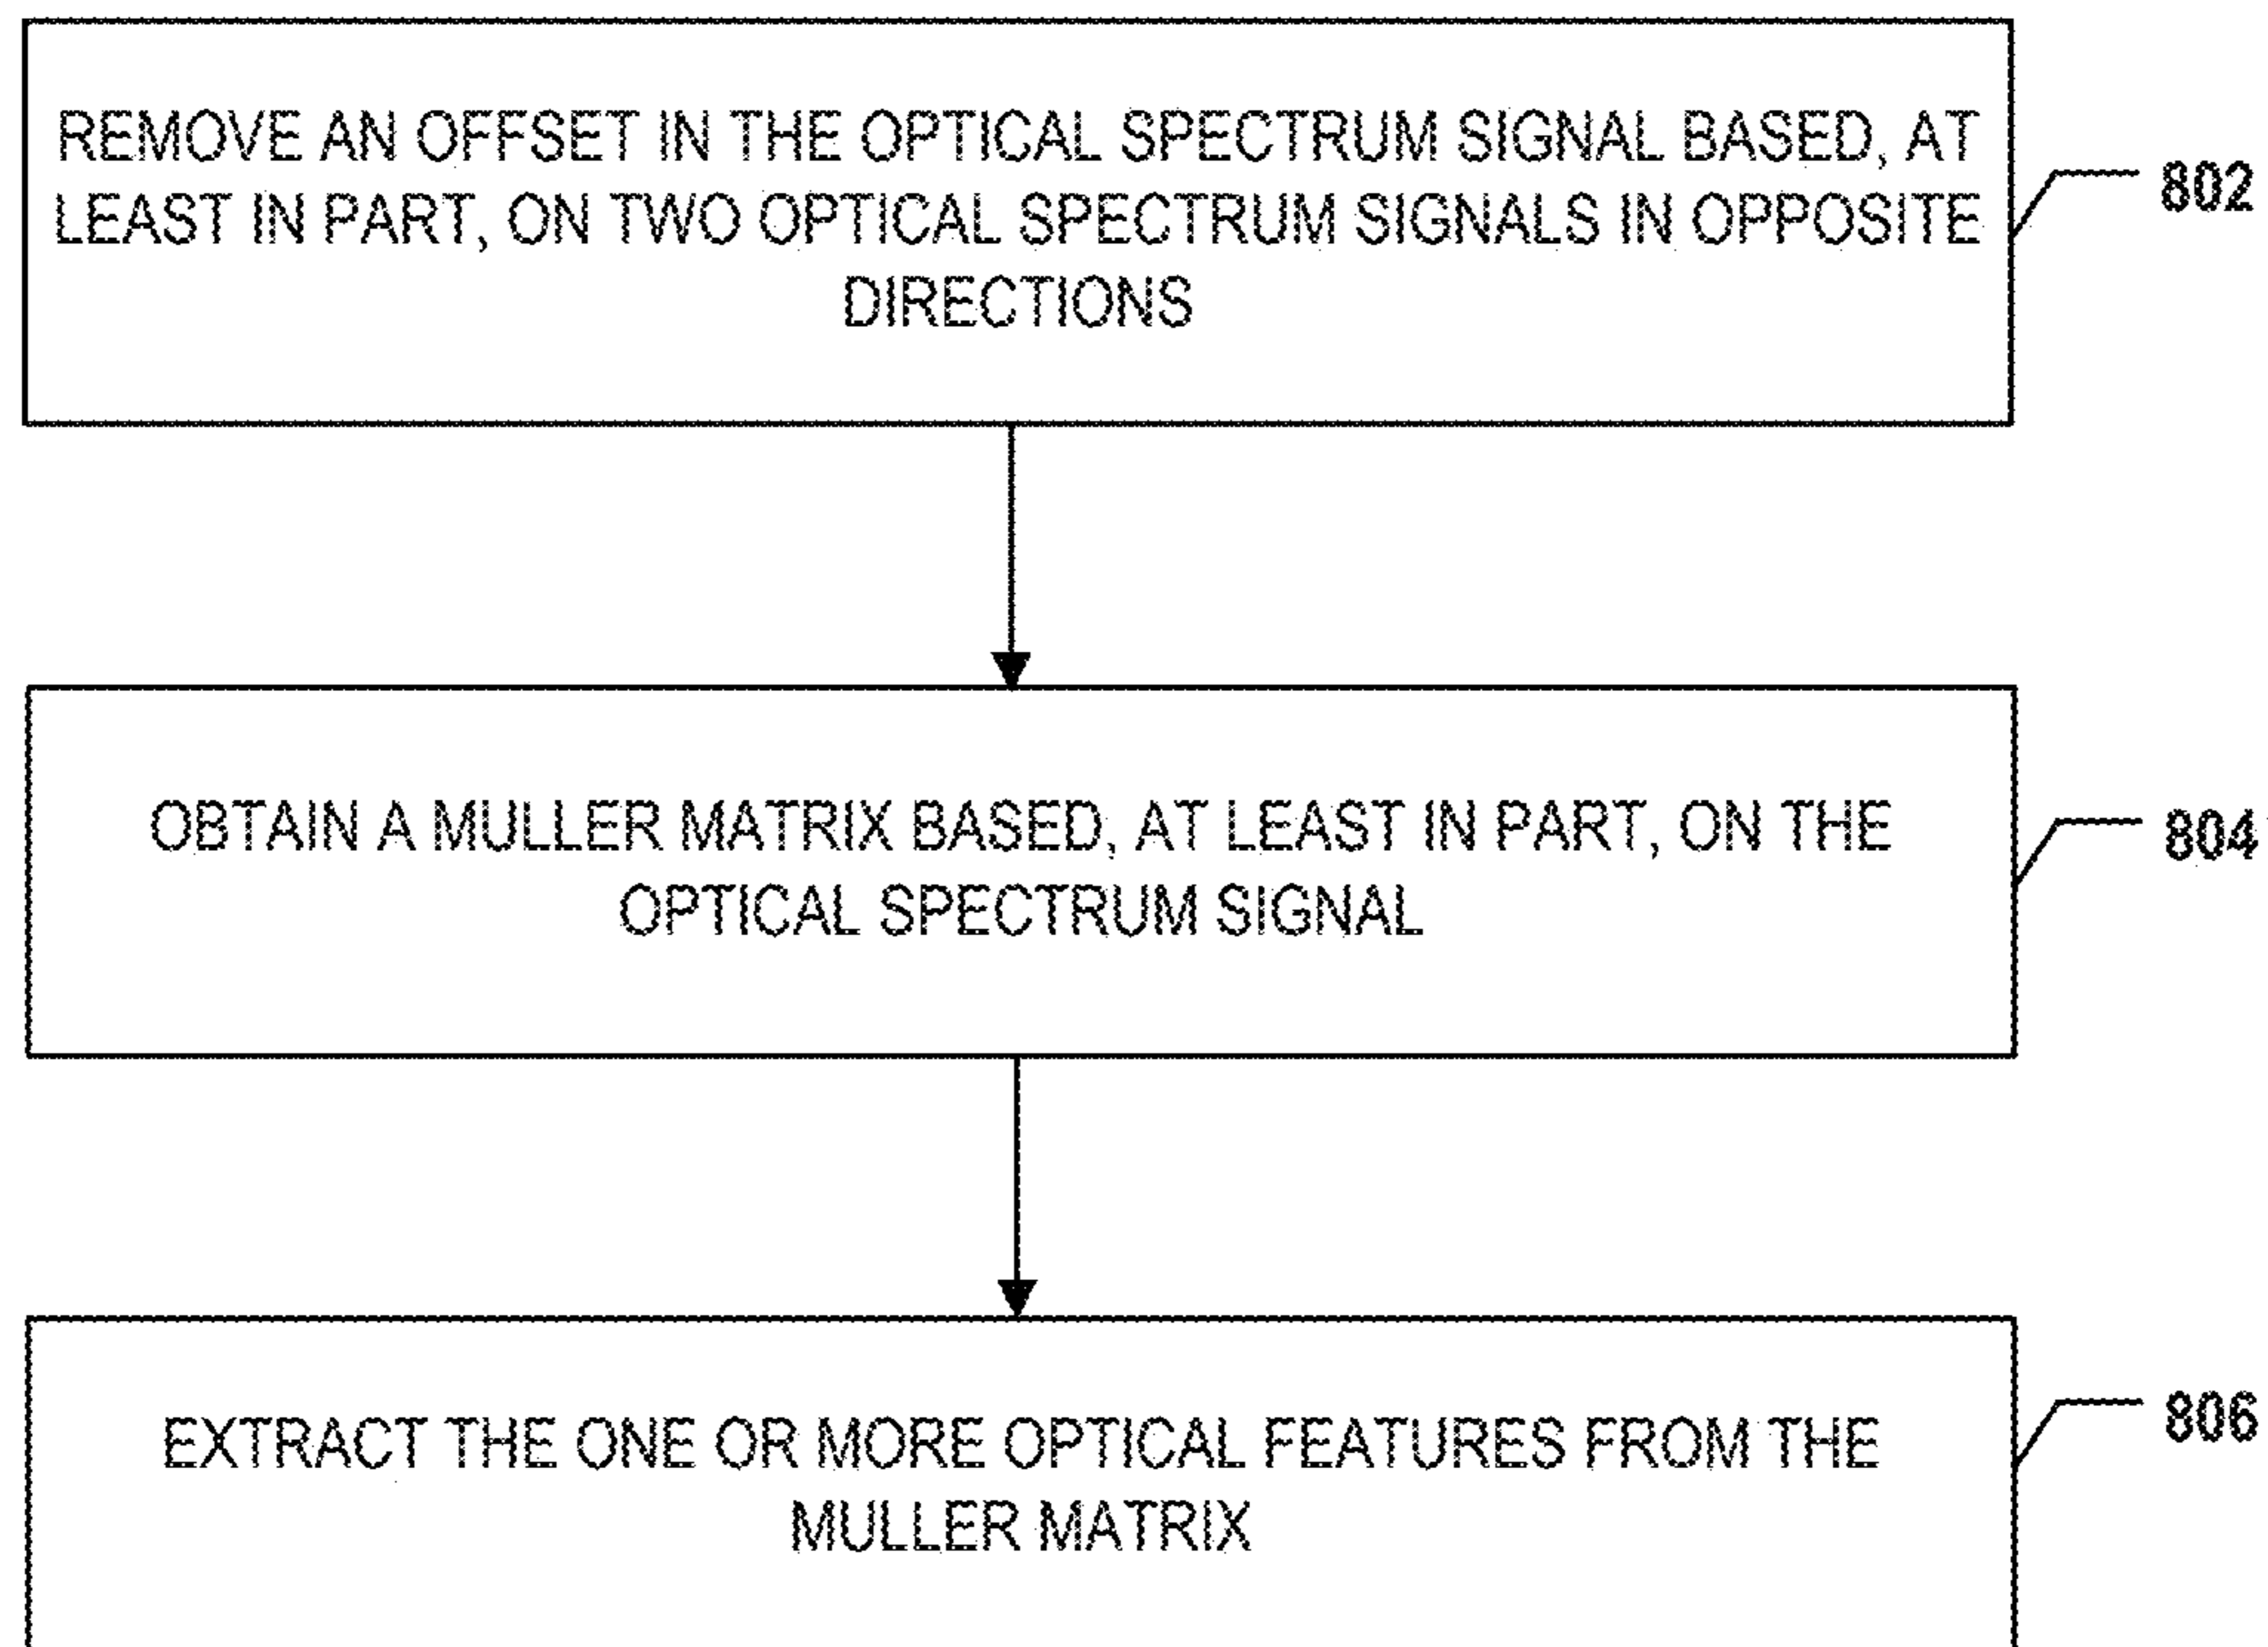 REMOVE AN OFFSET IN THE OPTICAL SPECTRUM SIGNAL BASED, AT
LEAST IN PART, ON TWO OPTICAL SPECTRUM SIGNALS IN OPPOSITE
DIRECTIONS
802
OBTAIN A MULLER MATRIX BASED, AT LEAST IN PART, ON THE
OPTICAL SPECTRUM SIGNAL
804
EXTRACT THE ONE OR MORE OPTICAL FEATURES FROM THE
MULLER MATRIX
806